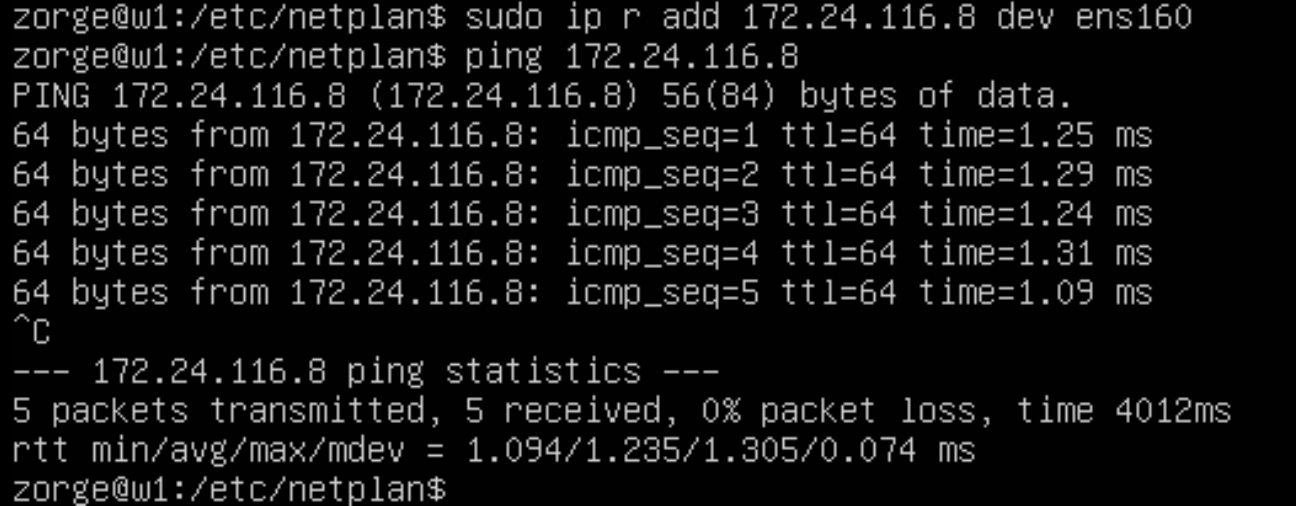 zorge@w1:/etc/netplan$ sudo ip r add 172.24.116.8 dev ens160
zorge@w1:/etc/netplan$ ping 172.24.116.8
PING 172.24.116.8 (172.24.116.8) 56(84) bytes of data.
64 bytes from 172.24.116.8: icmp_seq=1 ttl=64 time=1.25 ms
64 bytes from 172.24.116.8: icmp_seq=2 ttl=64 time=1.29 ms
64 bytes from 172.24.116.8: icmp_seq=3 ttl=64 time=1.24 ms
64 bytes from 172.24.116.8: icmp_seq=4 ttl=64 time=1.31 ms
64 bytes from 172.24.116.8: icmp_seq=5 ttl=64 time=1.09 ms
^C
--- 172.24.116.8 ping statistics ---
5 packets transmitted, 5 received, 0% packet loss, time 4012ms
rtt min/avg/max/mdev = 1.094/1.235/1.305/0.074 ms
zorge@w1:/etc/netplan$